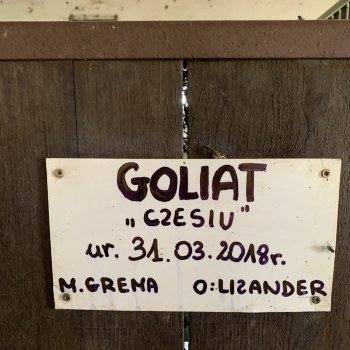 GOLIAT
„CZESIU"
ur. 31.03.2018r.
M.GREMA O:LIZANDER